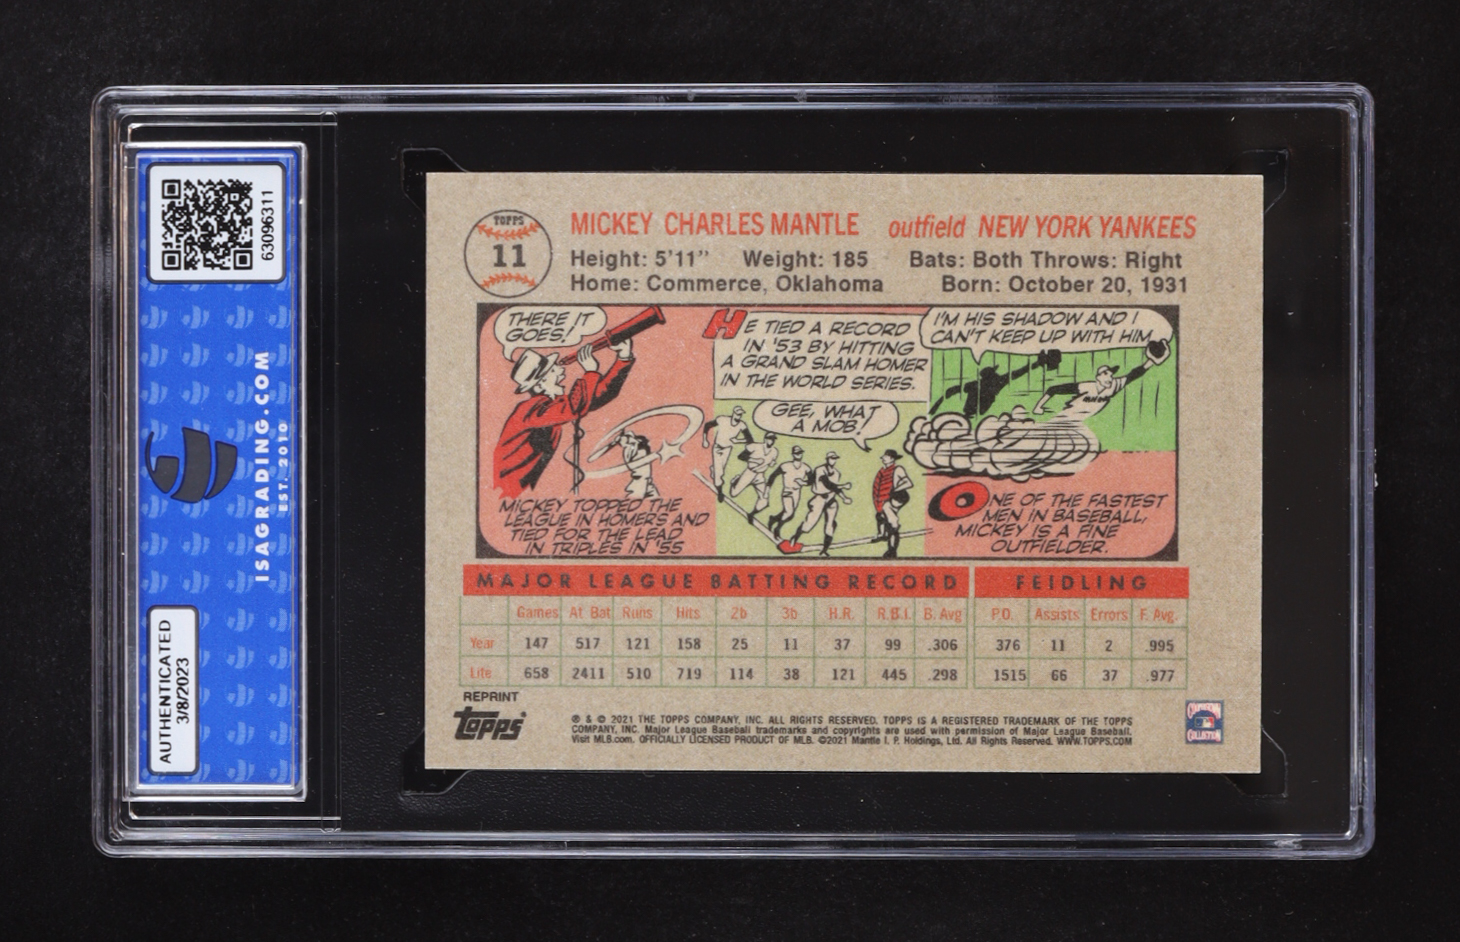 63096311
ISAGRADING.COM
EST. 2010
AUTHENTICATED
3/8/2023
TOPPS
11
MICKEY CHARLES MANTLE outfield NEW YORK YANKEES
Height: 5'11" Weight: 185 Bats: Both Throws: Right
Home: Commerce, Oklahoma Born: October 20, 1931
THERE IT
GOES!
MICKEY TOPPED THE
LEAGUE IN HOMERS AND
TIED FOR THE LEAD
IN TRIPLES IN '55
HE TIED A RECORD
IN '53 BY HITTING
A GRAND SLAM HOMER
IN THE WORLD SERIES.
GEE, WHAT
A MOB!
I'M HIS SHADOW AND I
CAN'T KEEP UP WITH HIM
ONE OF THE FASTEST
MEN IN BASEBALL,
MICKEY IS A FINE
OUTFIELDER.
MAJOR LEAGUE BATTING RECORD FEIDLING
Games At Bat Runs Hits 2b 3b H.R. R.B.I. B. Avg P.O. Assists Errors F. Avg.
Year 147 517 121 158 25 11 37 99 .306 376 11 2 .995
Life 658 2411 510 719 114 38 121 445 .298 1515 66 37 .977
REPRINT
topps
® & © 2021 THE TOPPS COMPANY, INC. ALL RIGHTS RESERVED. TOPPS IS A REGISTERED TRADEMARK OF THE TOPPS
COMPANY, INC. Major League Baseball trademarks and copyrights are used with permission of Major League Baseball.
Visit MLB.com. OFFICIALLY LICENSED PRODUCT OF MLB. ©2021 Mantle I. P. Holdings, Ltd. All Rights Reserved. WWW.TOPPS.COM
COOPERSTOWN
COLLECTION